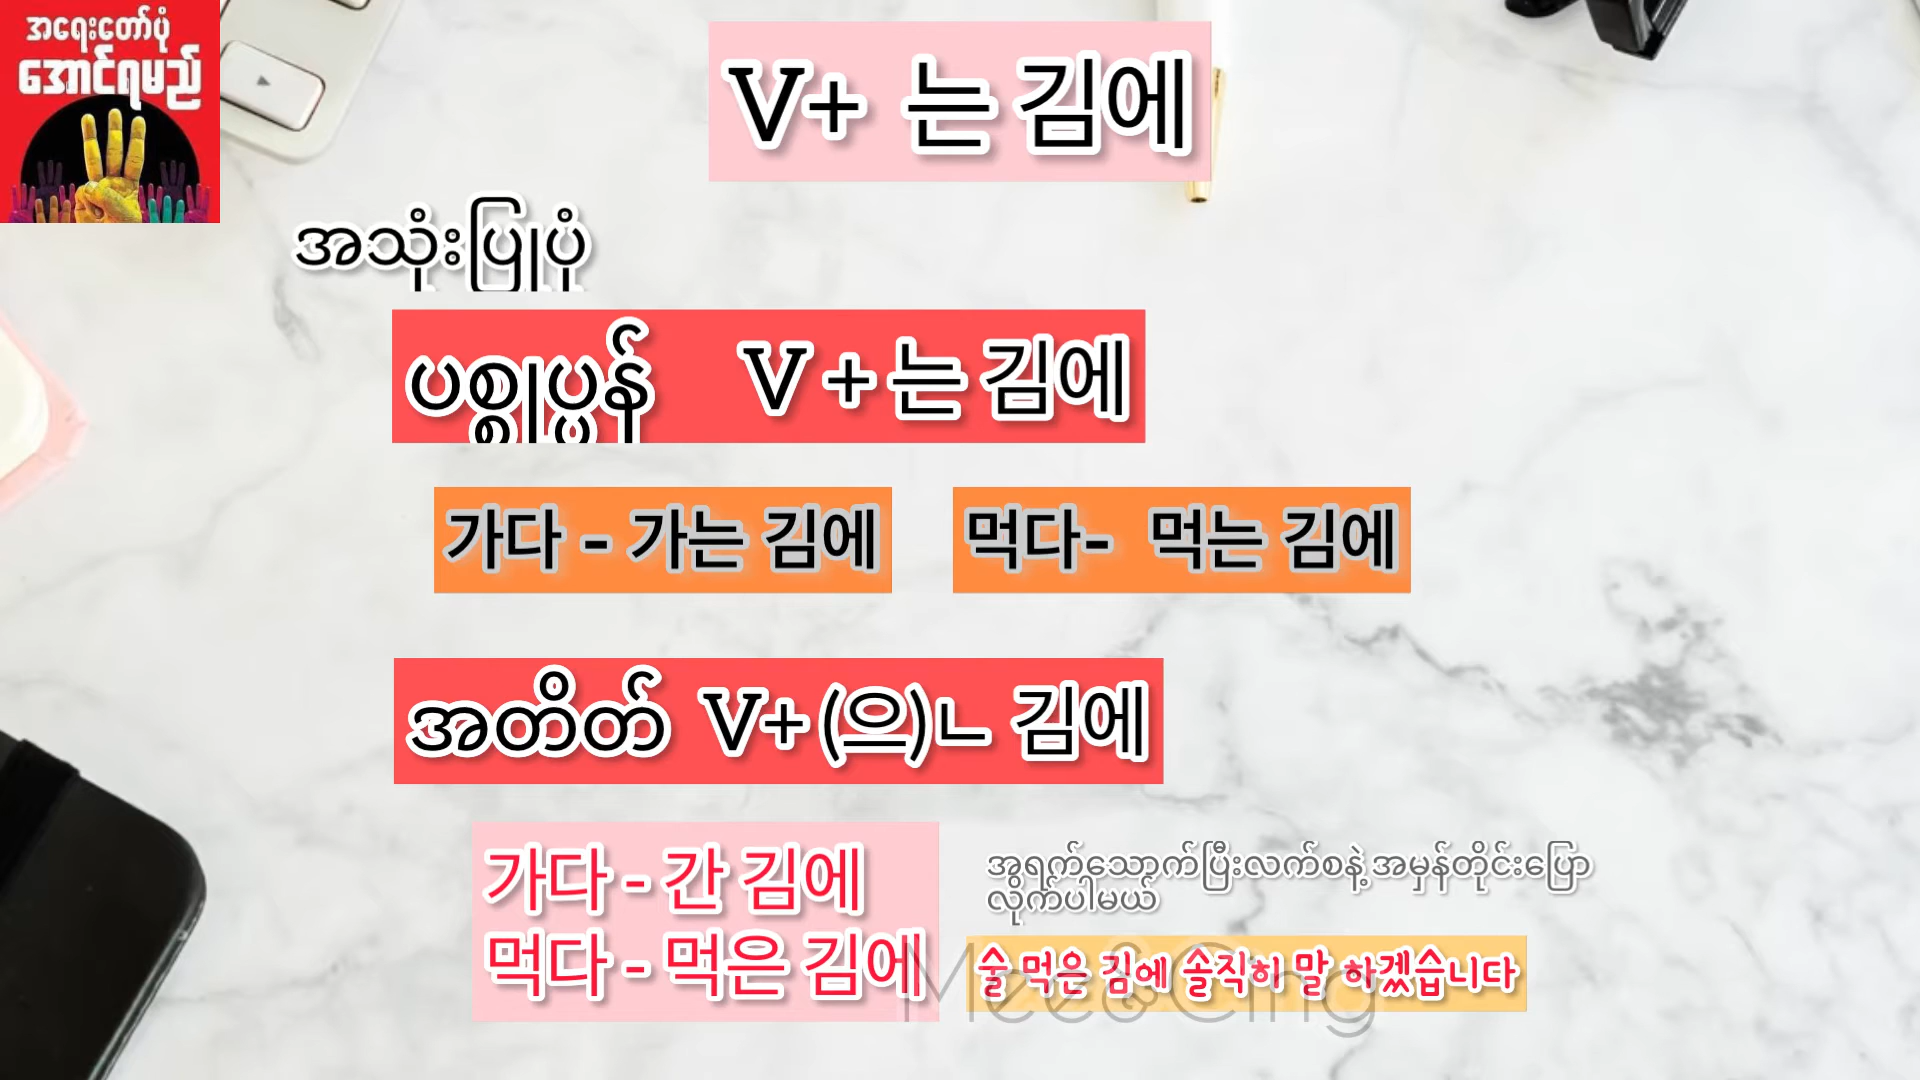 အရေးတော်ပုံ
အောင်ရမည်
V+ 는 김에
အသုံးပြုပုံ
ပစ္စုပ္ပန် V + 는 김에
가다 - 가는 김에 먹다- 먹는 김에
အတိတ် V+ (으)ㄴ 김에
가다 - 간 김에
먹다 - 먹은 김에
အရက်သောက်ပြီးလက်စနဲ့ အမှန်တိုင်းပြော
လိုက်ပါမယ်
술 먹은 김에 솔직히 말 하겠습니다
Mee&Cing